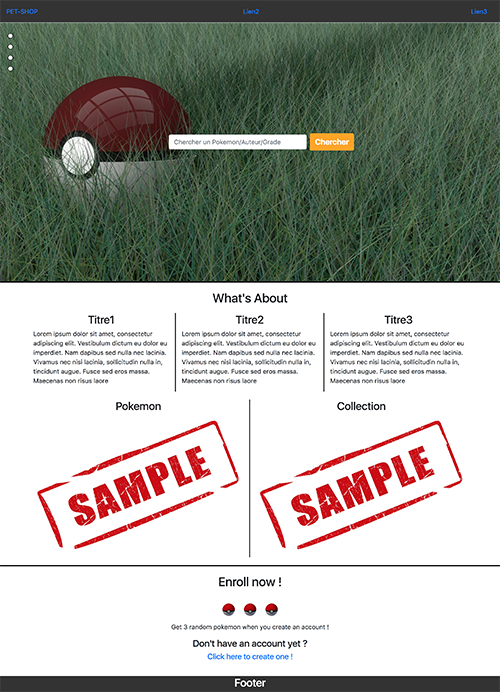 PET-SHOP Lien2 Lien3
Chercher un Pokemon/Auteur/Grade Chercher
What's About
Titre1
Lorem ipsum dolor sit amet, consectetur
adipiscing elit. Vestibulum dictum eu dolor eu
imperdiet. Nam dapibus sed nulla nec lacinia.
Vivamus nec nisi lacinia, sollicitudin nulla in,
tincidunt augue. Fusce sed eros massa.
Maecenas non risus laore
Titre2
Lorem ipsum dolor sit amet, consectetur
adipiscing elit. Vestibulum dictum eu dolor eu
imperdiet. Nam dapibus sed nulla nec lacinia.
Vivamus nec nisi lacinia, sollicitudin nulla in,
tincidunt augue. Fusce sed eros massa.
Maecenas non risus laore
Titre3
Lorem ipsum dolor sit amet, consectetur
adipiscing elit. Vestibulum dictum eu dolor eu
imperdiet. Nam dapibus sed nulla nec lacinia.
Vivamus nec nisi lacinia, sollicitudin nulla in,
tincidunt augue. Fusce sed eros massa.
Maecenas non risus laore
Pokemon
SAMPLE
Collection
SAMPLE
Enroll now !
Get 3 random pokemon when you create an account !
Don't have an account yet ?
Click here to create one !
Footer